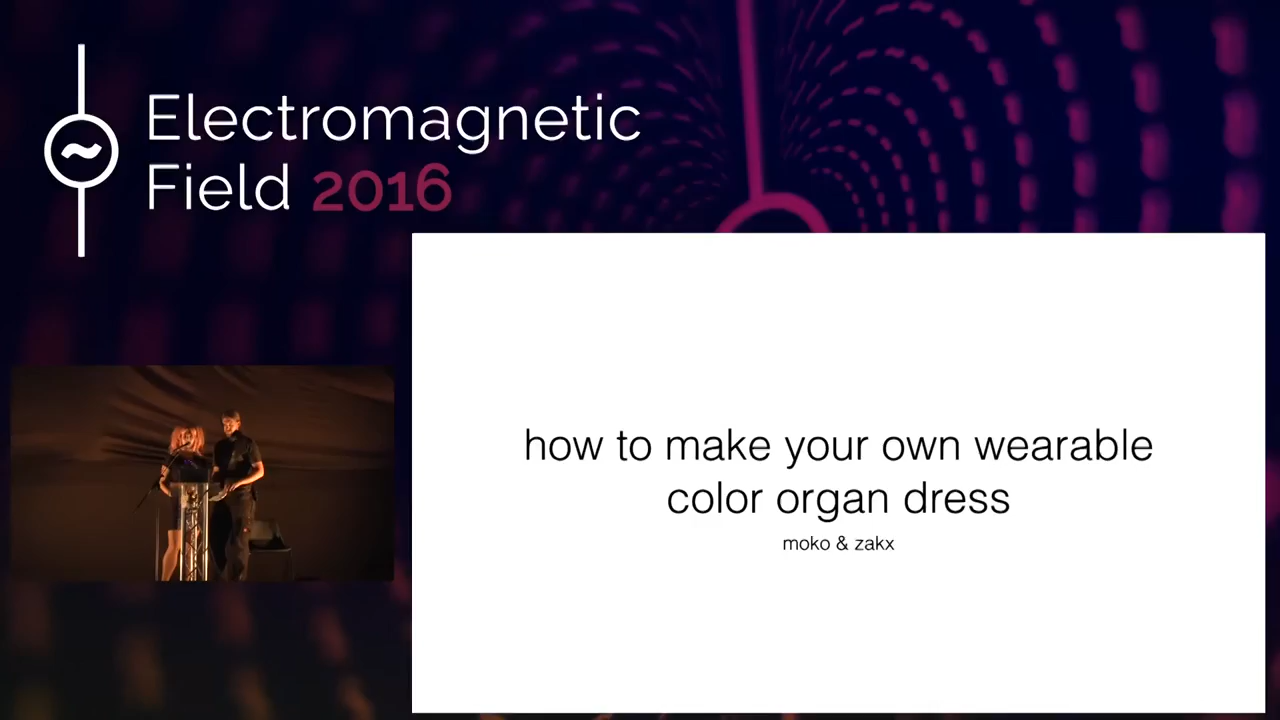 Electromagnetic
Field 2016
how to make your own wearable
color organ dress
moko & zakx